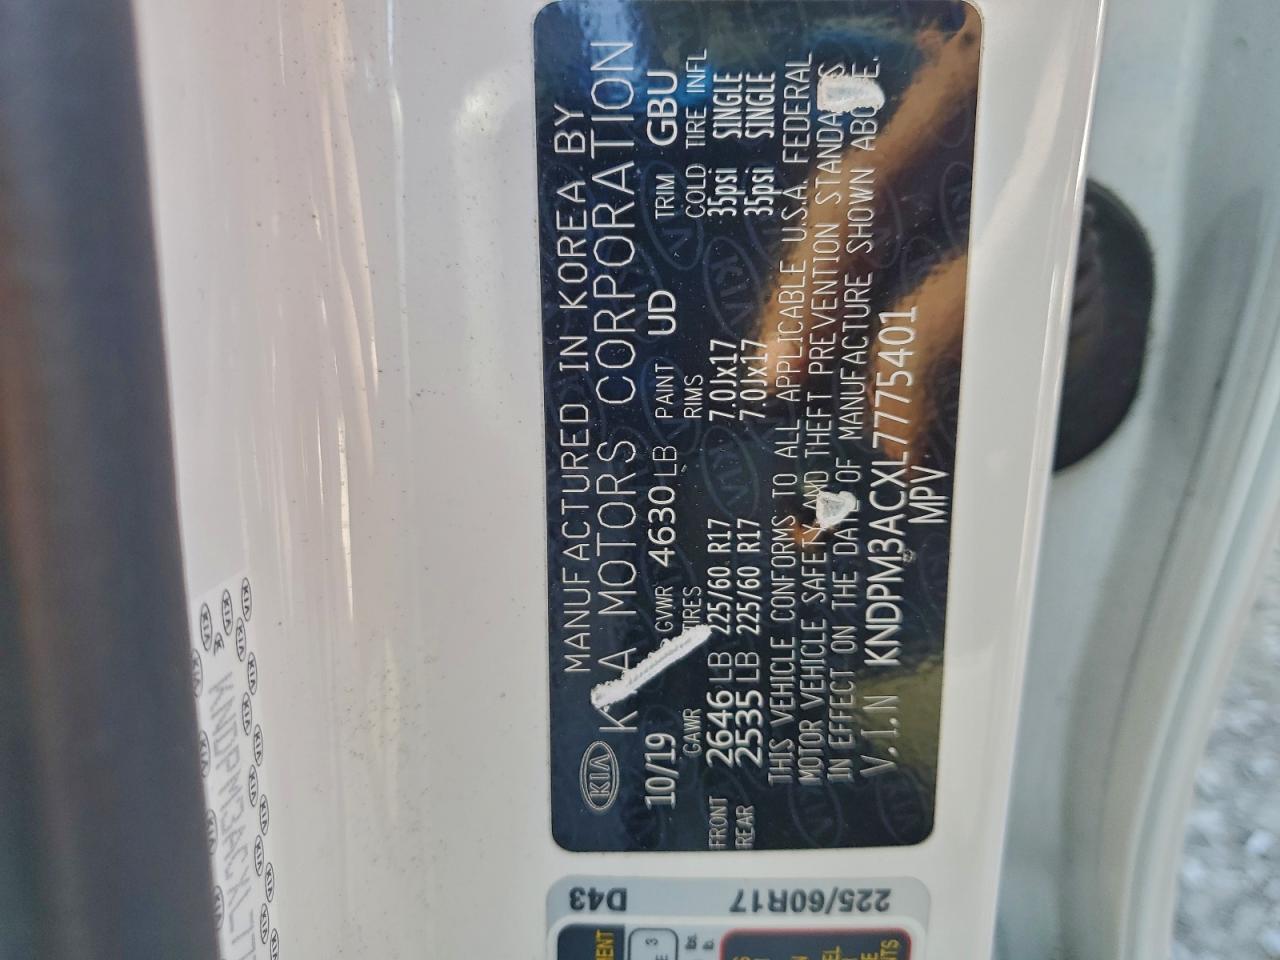 MANUFACTURED IN KOREA BY
KIA K A MOTORS CORPORATION
10/19 GVWR 4630 LB PAINT UD TRIM GBU
GAWR TIRES RIMS COLD TIRE INFL
FRONT 2646 LB 225/60 R17 7.0Jx17 35psi SINGLE
REAR 2535 LB 225/60 R17 7.0Jx17 35psi SINGLE
THIS VEHICLE CONFORMS TO ALL APPLICABLE U.S.A. FEDERAL
MOTOR VEHICLE SAFETY AND THEFT PREVENTION STANDA S
IN EFFECT ON THE DATE OF MANUFACTURE SHOWN ABO E.
V.I.N KNDPM3ACXL7775401
MPV
D43
225/60R17
KNDPM3ACXL77